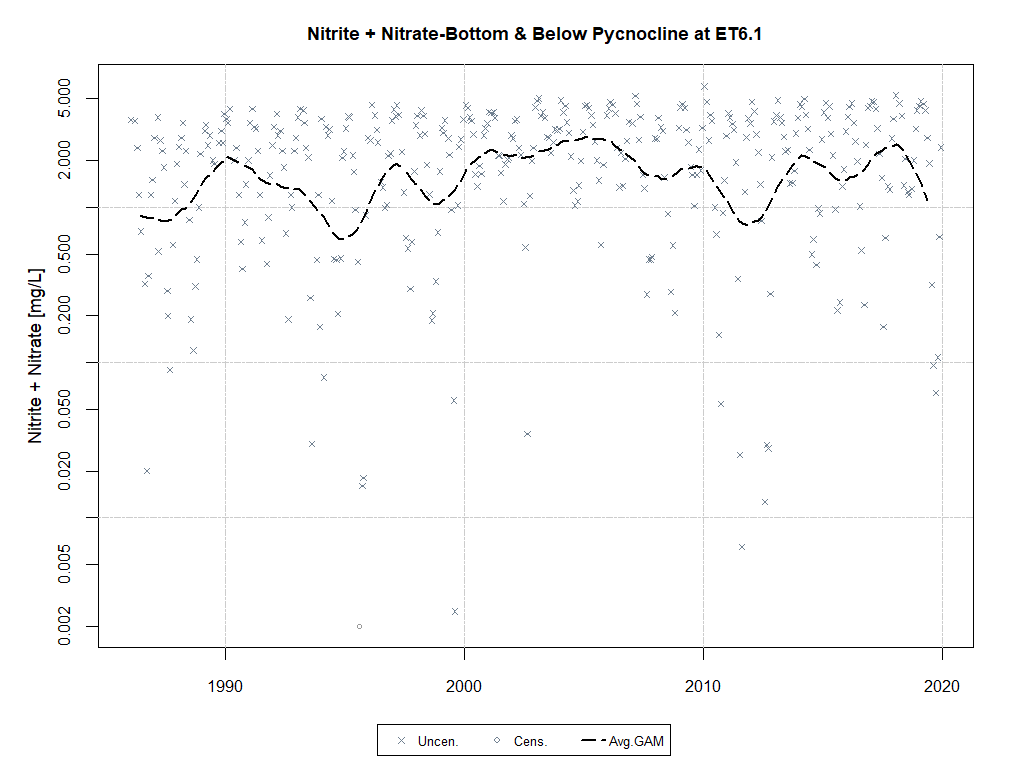 Nitrite + Nitrate-Bottom & Below Pycnocline at ET6.1
Nitrite + Nitrate [mg/L]
5.000
2.000
0.500
0.200
0.050
0.020
0.005
0.002
1990 2000 2010 2020
Uncen. Cens. Avg.GAM